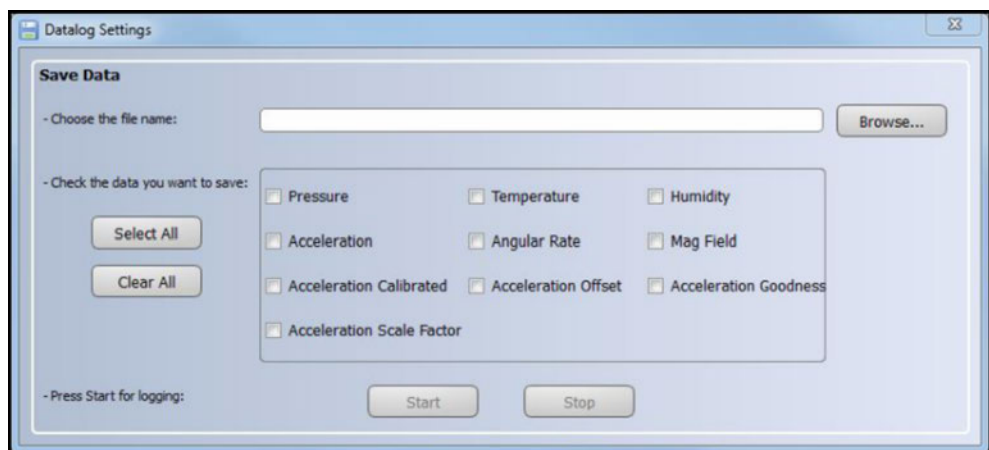 Datalog Settings
Save Data
- Choose the file name:
Browse...
- Check the data you want to save:
Pressure Temperature Humidity
Select All
Acceleration Angular Rate Mag Field
Clear All
Acceleration Calibrated Acceleration Offset Acceleration Goodness
Acceleration Scale Factor
- Press Start for logging:
Start Stop